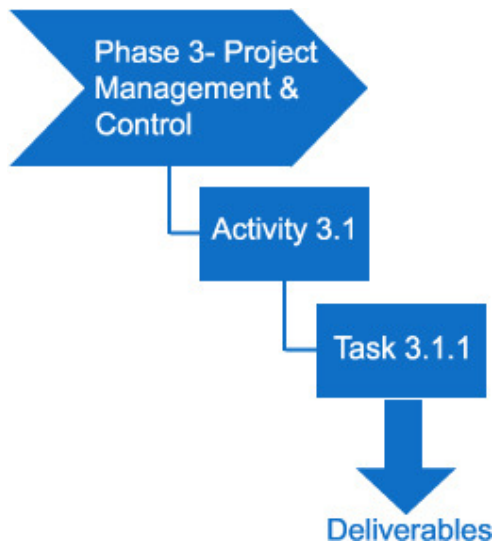 Phase 3- Project
Management &
Control
Activity 3.1
Task 3.1.1
Deliverables